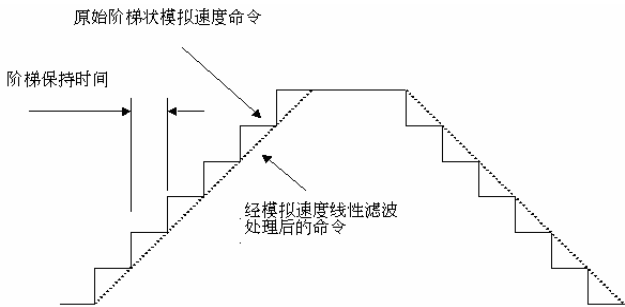 原始阶梯状模拟速度命令
阶梯保持时间
经模拟速度线性滤波
处理后的命令